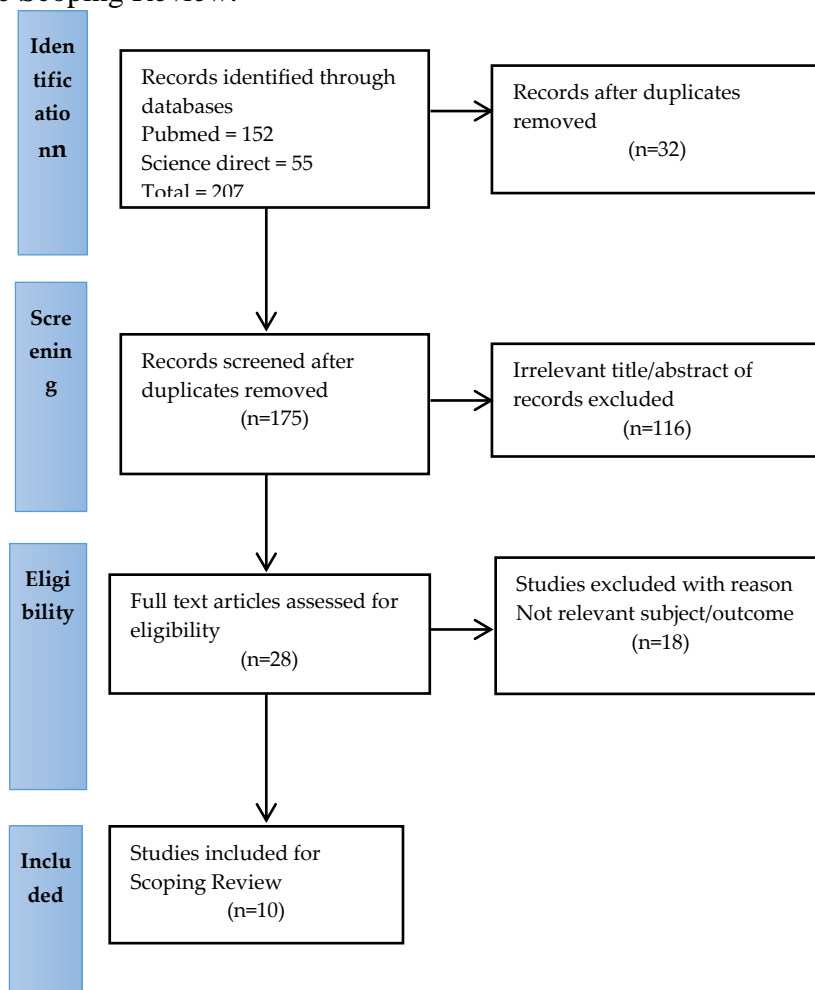 e Scoping Review.
Iden
tific
atio
nn
Records identified through
databases
Pubmed = 152
Science direct = 55
Total = 207
Records after duplicates
removed
(n=32)
Scre
enin
g
Records screened after
duplicates removed
(n=175)
Irrelevant title/abstract of
records excluded
(n=116)
Eligi
bility
Full text articles assessed for
eligibility
(n=28)
Studies excluded with reason
Not relevant subject/outcome
(n=18)
Inclu
ded
Studies included for
Scoping Review
(n=10)